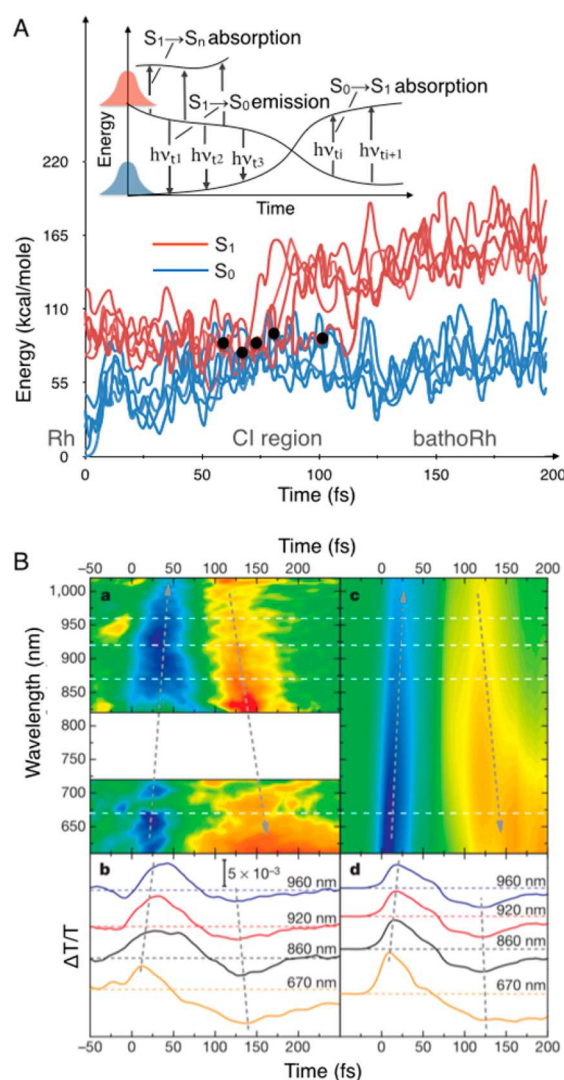 A
S₁→Sₙ absorption
S₁→S₀ emission
S₀→S₁ absorption
Energy
hνt1 hνt2 hνt3 hνti hνti+1
Time
220
165
110
55
0
S₁
S₀
Energy (kcal/mole)
Rh CI region bathoRh
0 50 100 150 200
Time (fs)
B
Time (fs)
−50 0 50 100 150 200 −50 0 50 100 150 200
a c
1,000
950
900
850
800
750
700
650
Wavelength (nm)
b d
5 × 10⁻³
960 nm 960 nm
920 nm 920 nm
860 nm 860 nm
670 nm 670 nm
ΔT/T
−50 0 50 100 150 200 −50 0 50 100 150 200
Time (fs)